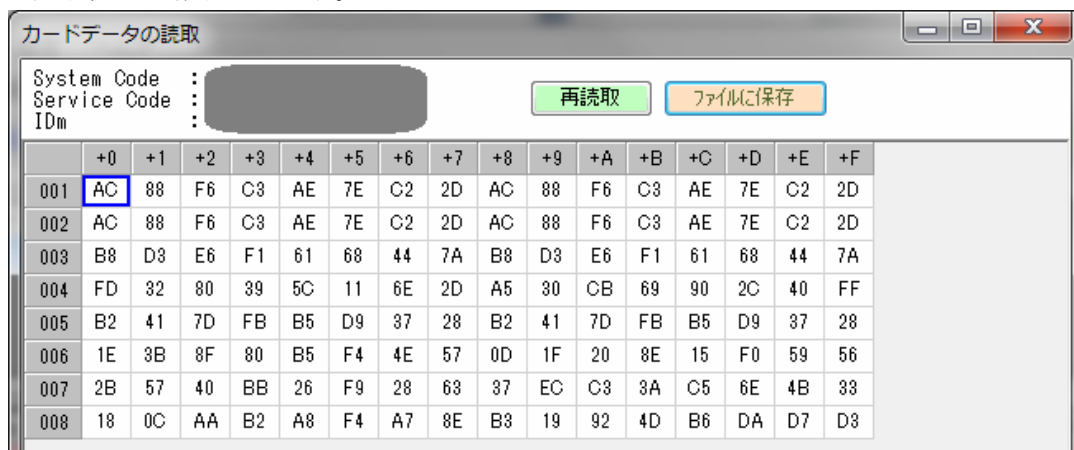 カードデータの読取
System Code :
Service Code :
IDm :
再読取 ファイルに保存
+0 +1 +2 +3 +4 +5 +6 +7 +8 +9 +A +B +C +D +E +F
001 AC 88 F6 C3 AE 7E C2 2D AC 88 F6 C3 AE 7E C2 2D
002 AC 88 F6 C3 AE 7E C2 2D AC 88 F6 C3 AE 7E C2 2D
003 B8 D3 E6 F1 61 68 44 7A B8 D3 E6 F1 61 68 44 7A
004 FD 32 80 39 5C 11 6E 2D A5 30 CB 69 90 2C 40 FF
005 B2 41 7D FB B5 D9 37 28 B2 41 7D FB B5 D9 37 28
006 1E 3B 8F 80 B5 F4 4E 57 0D 1F 20 8E 15 F0 59 56
007 2B 57 40 BB 26 F9 28 63 37 EC C3 3A C5 6E 4B 33
008 18 0C AA B2 A8 F4 A7 8E B3 19 92 4D B6 DA D7 D3